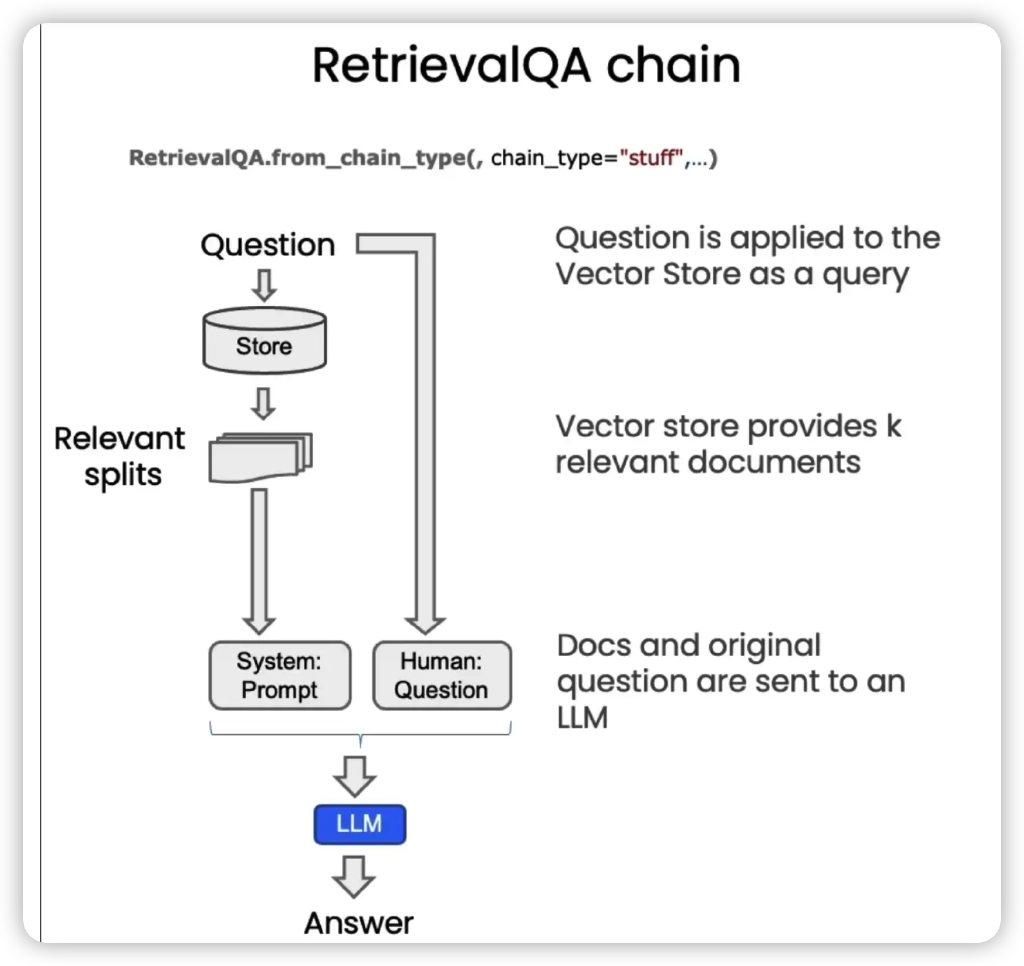 RetrievalQA chain
RetrievalQA.from_chain_type(, chain_type="stuff",...)
Question
Question is applied to the
Vector Store as a query
Store
Relevant
splits
Vector store provides k
relevant documents
System:
Prompt
Human:
Question
Docs and original
question are sent to an
LLM
LLM
Answer